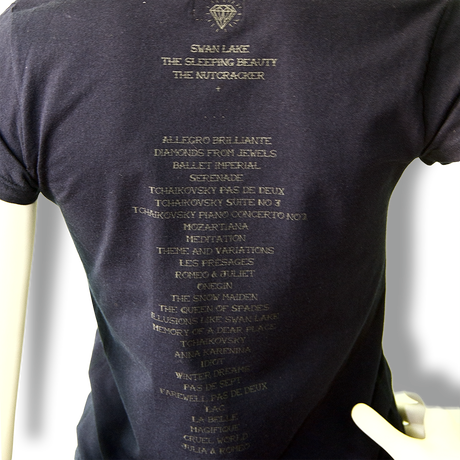 SWAN LAKE
THE SLEEPING BEAUTY
THE NUTCRACKER
+
ALLEGRO BRILLIANTE
DIAMONDS FROM JEWELS
BALLET IMPERIAL
SERENADE
TCHAIKOVSKY PAS DE DEUX
TCHAIKOVSKY SUITE NO 3
TCHAIKOVSKY PIANO CONCERTO NO 2
MOZARTIANA
MEDITATION
THEME AND VARIATIONS
LES PRESAGES
ROMEO & JULIET
ONEGIN
THE SNOW MAIDEN
THE QUEEN OF SPADES
ILLUSIONS LIKE SWAN LAKE
MEMORY OF A DEAR PLACE
TCHAIKOVSKY
ANNA KARENINA
IDIOT
WINTER DREAMS
PAS DE SEPT
FAREWELL PAS DE DEUX
LAC
LA BELLE
MAGIFIQUE
CRUEL WORLD
JULIA & ROMEO